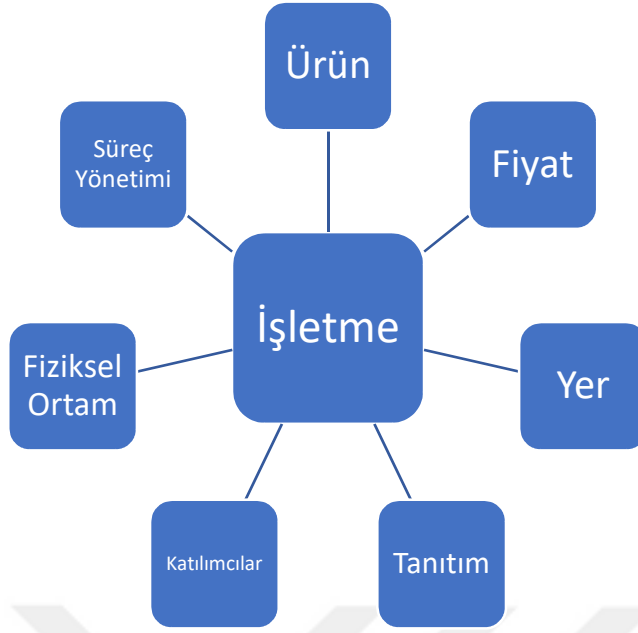 Ürün
Süreç
Yönetimi
Fiyat
İşletme
Fiziksel
Ortam
Yer
Katılımcılar
Tanıtım